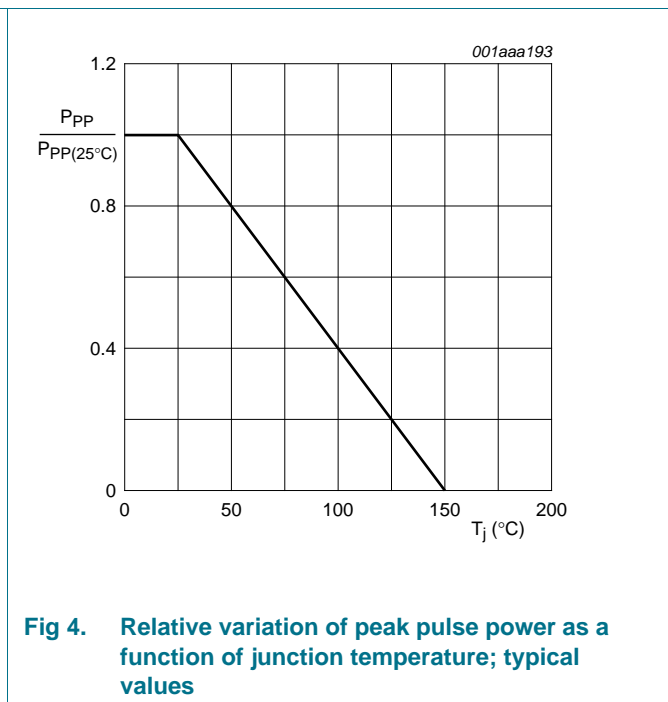 001aaa193
1.2
PPP
PPP(25°C)
0.8
0.4
0
0 50 100 150 200
Tj (°C)
Fig 4. Relative variation of peak pulse power as a
function of junction temperature; typical
values